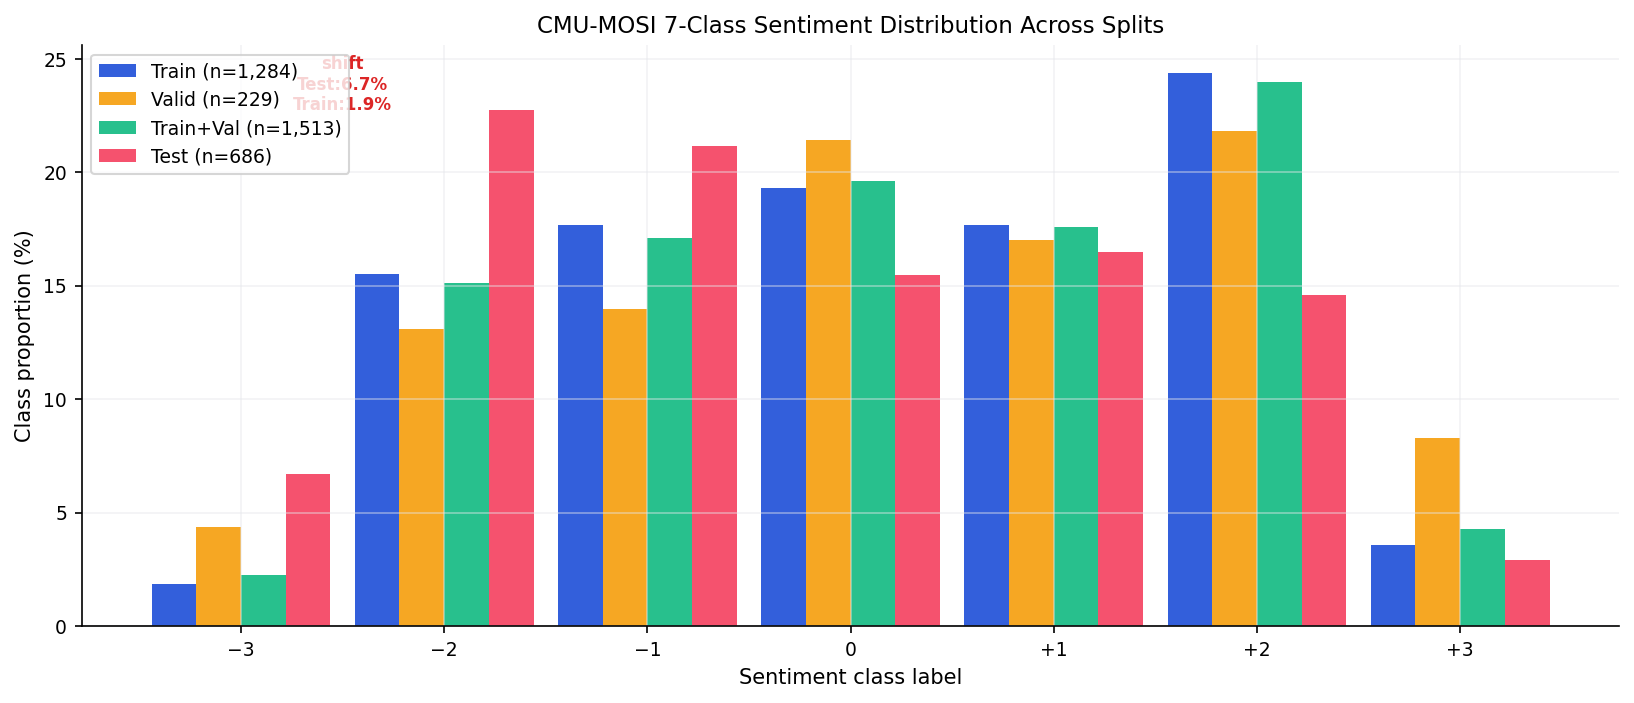 CMU-MOSI 7-Class Sentiment Distribution Across Splits
Train (n=1,284)
Valid (n=229)
Train+Val (n=1,513)
Test (n=686)
shift
Test:6.7%
Train:1.9%
Class proportion (%)
25
20
15
10
5
0
−3 −2 −1 0 +1 +2 +3
Sentiment class label